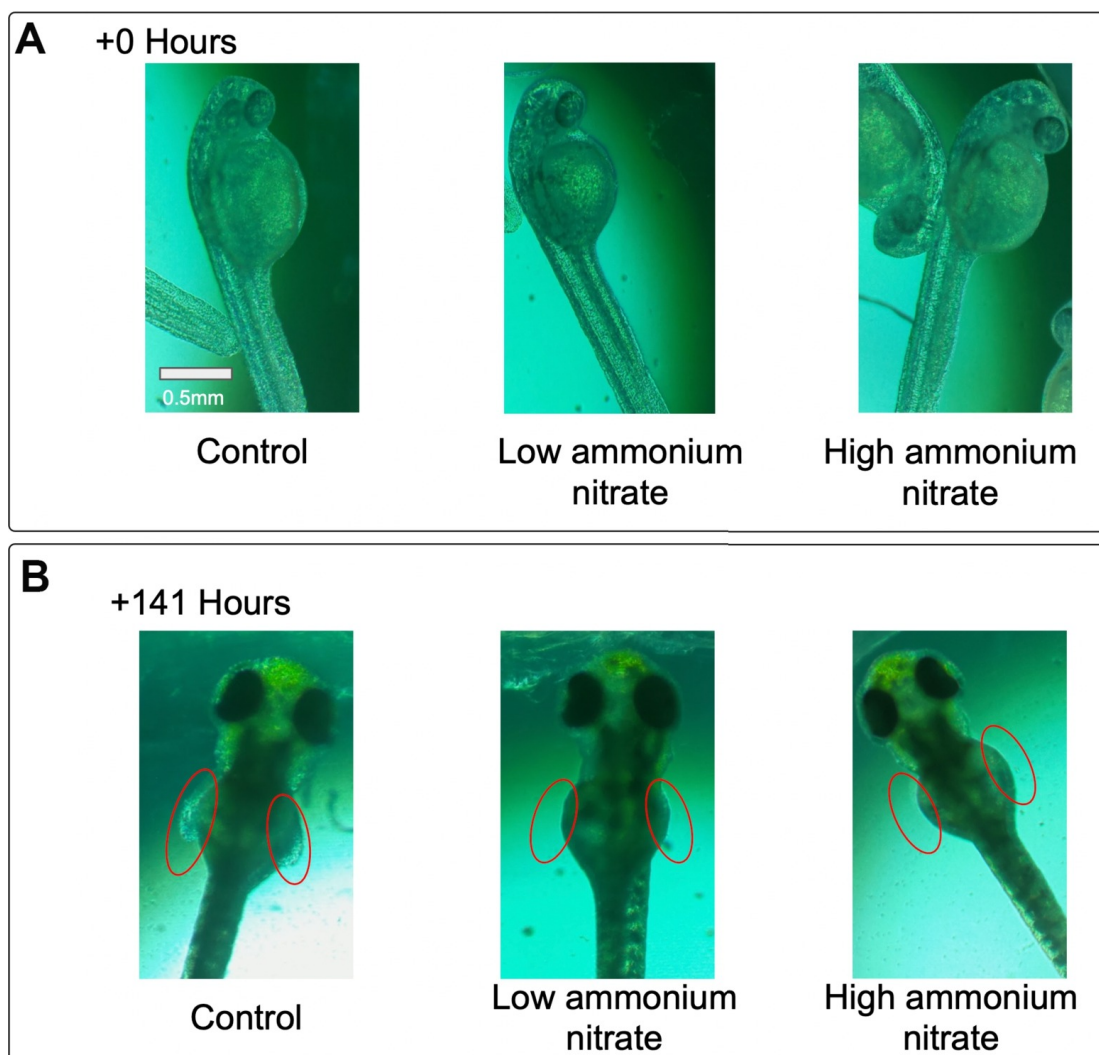 A
+0 Hours
0.5mm
Control
Low ammonium
nitrate
High ammonium
nitrate
B
+141 Hours
Control
Low ammonium
nitrate
High ammonium
nitrate